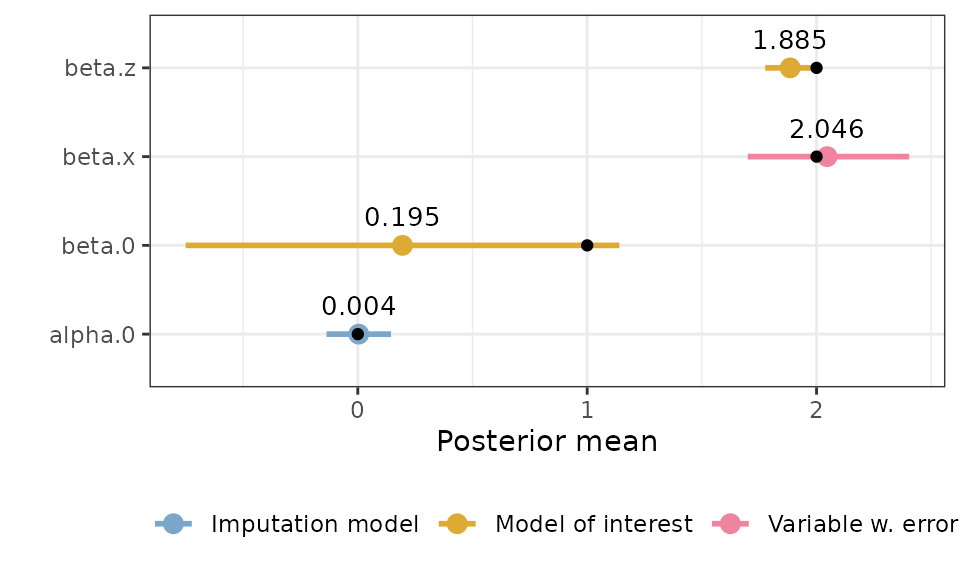 1.885
beta.z
2.046
beta.x
0.195
beta.0
0.004
alpha.0
0 1 2
Posterior mean
Imputation model Model of interest Variable w. error